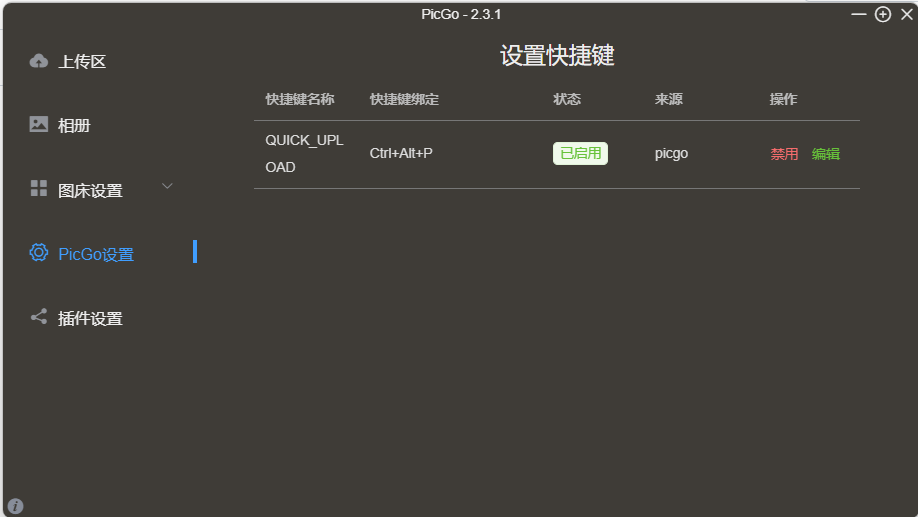 PicGo - 2.3.1
上传区
相册
图床设置
PicGo设置
插件设置
设置快捷键
快捷键名称 快捷键绑定 状态 来源 操作
QUICK_UPL
OAD
Ctrl+Alt+P 已启用 picgo 禁用 编辑